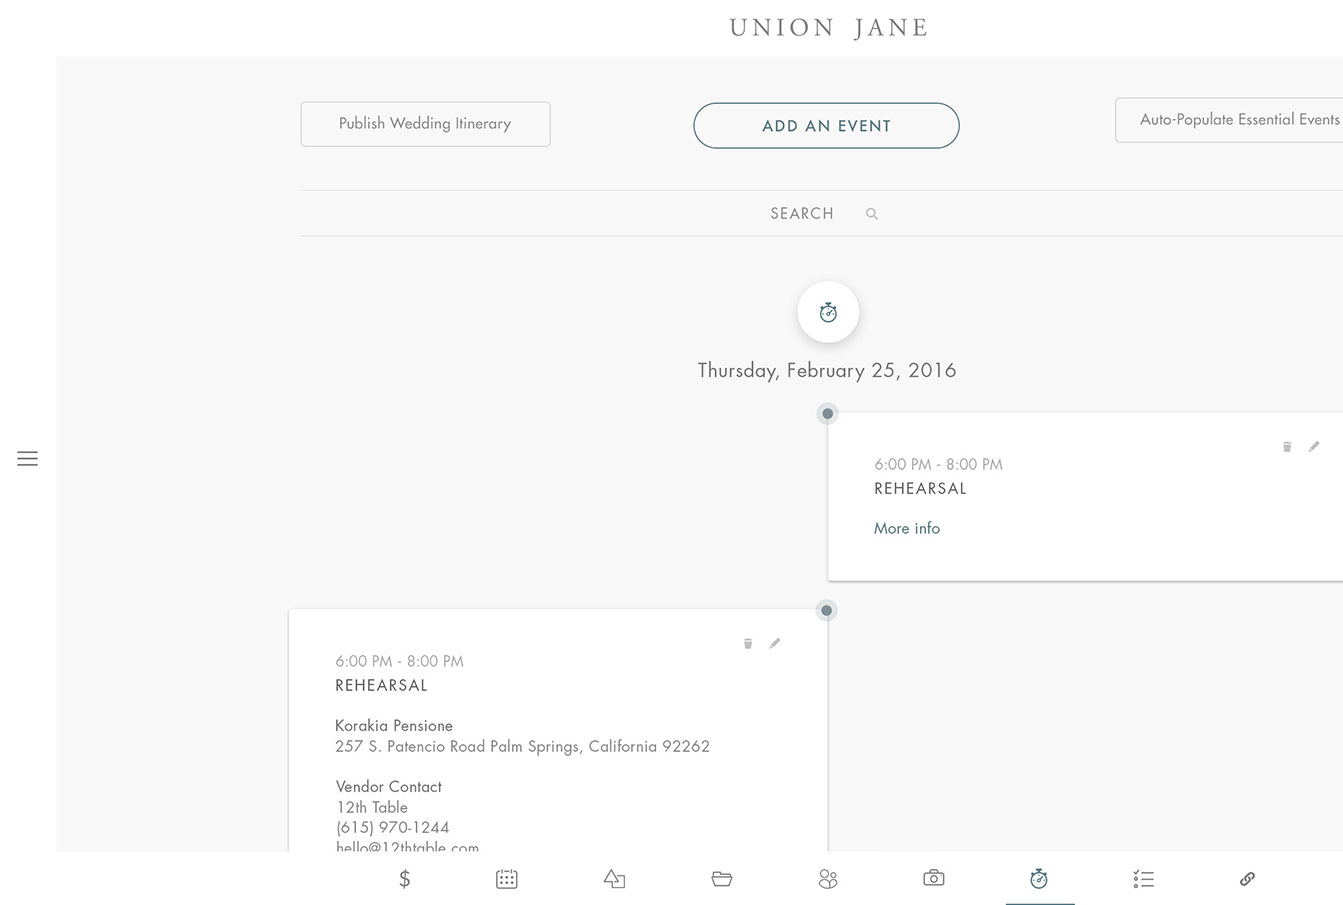 UNION JANE
Publish Wedding Itinerary
ADD AN EVENT
Auto-Populate Essential Events
SEARCH
Thursday, February 25, 2016
6:00 PM - 8:00 PM
REHEARSAL
More info
6:00 PM - 8:00 PM
REHEARSAL
Korakia Pensione
257 S. Patencio Road Palm Springs, California 92262
Vendor Contact
12th Table
(615) 970-1244
hello@12thtable.com
$